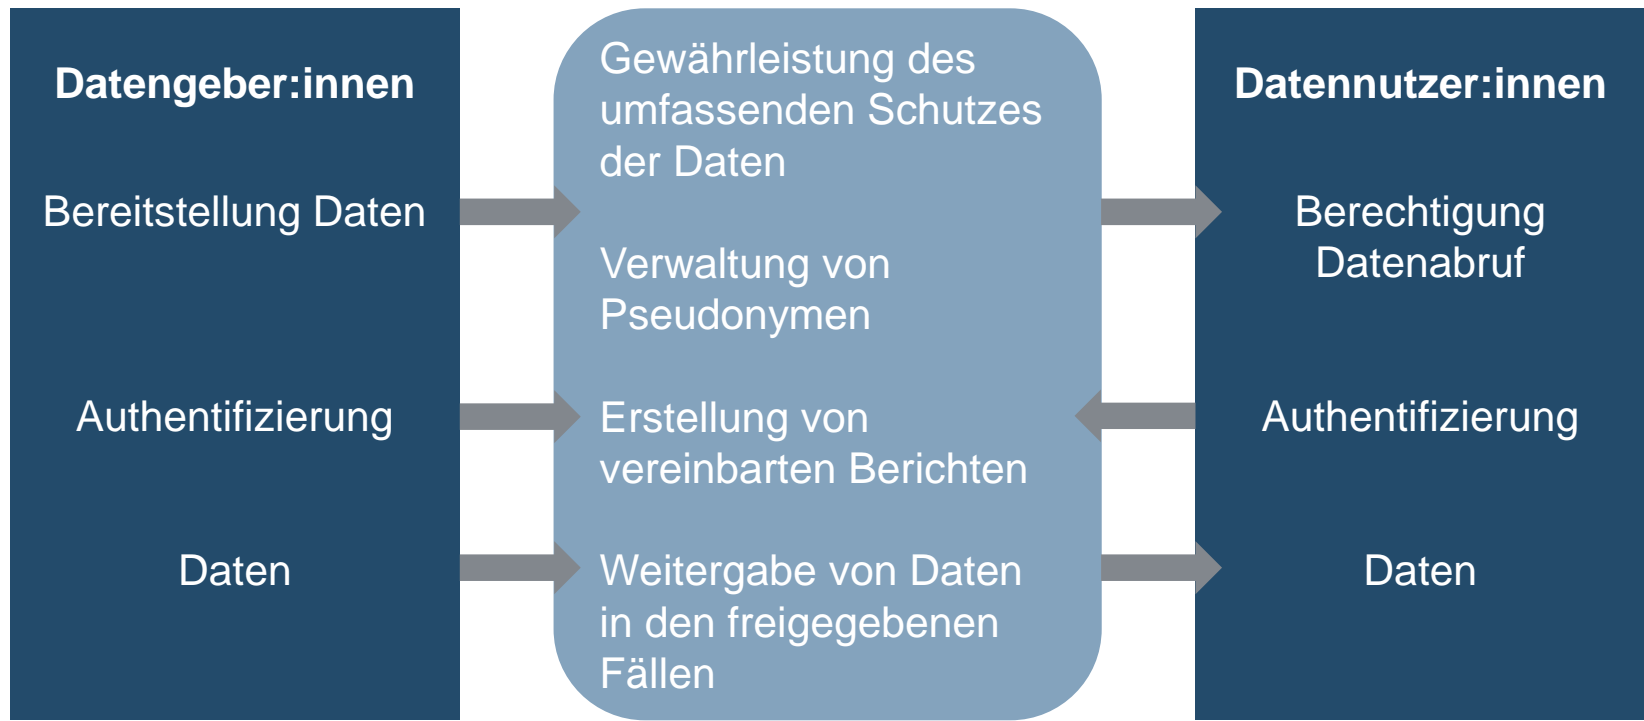 Datengeber:innen
Bereitstellung Daten
Authentifizierung
Daten
Gewährleistung des
umfassenden Schutzes
der Daten
Verwaltung von
Pseudonymen
Erstellung von
vereinbarten Berichten
Weitergabe von Daten
in den freigegebenen
Fällen
Datennutzer:innen
Berechtigung
Datenabruf
Authentifizierung
Daten